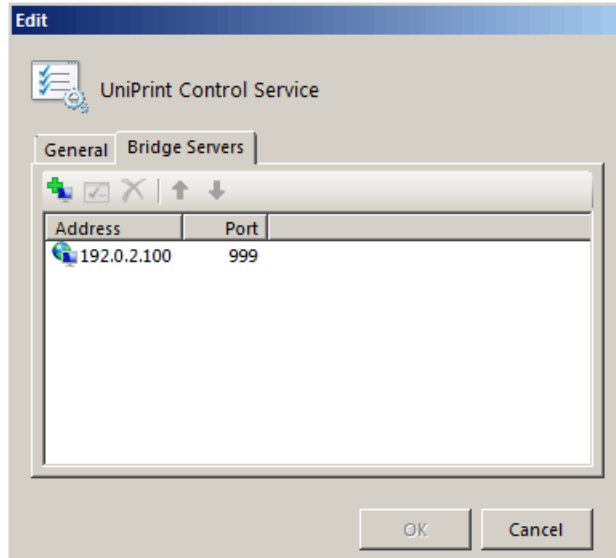 Edit
UniPrint Control Service
General Bridge Servers
Address Port
192.0.2.100 999
OK Cancel